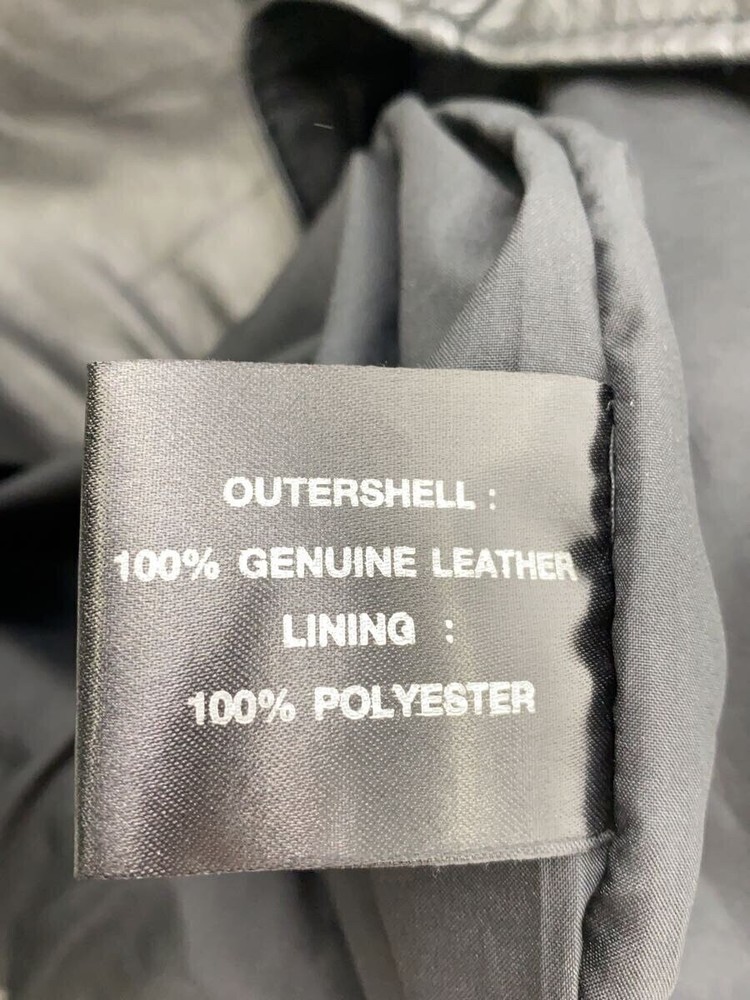 OUTERSHELL :
100% GENUINE LEATHER
LINING :
100% POLYESTER